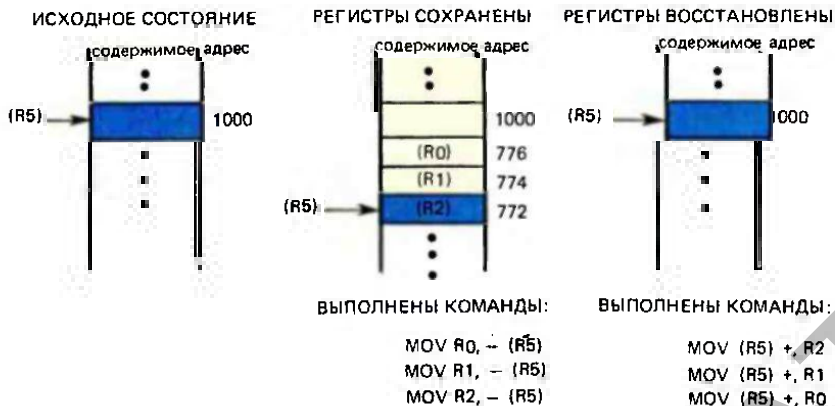 ИСХОДНОЕ СОСТОЯНИЕ
содержимое адрес
(R5)
1000
РЕГИСТРЫ СОХРАНЕНЫ
содержимое адрес
1000
(R0) 776
(R1) 774
(R5)
(R2) 772
ВЫПОЛНЕНЫ КОМАНДЫ:
MOV R0, – (R5)
MOV R1, – (R5)
MOV R2, – (R5)
РЕГИСТРЫ ВОССТАНОВЛЕНЫ
содержимое адрес
(R5)
1000
ВЫПОЛНЕНЫ КОМАНДЫ:
MOV (R5) +, R2
MOV (R5) +, R1
MOV (R5) +, R0